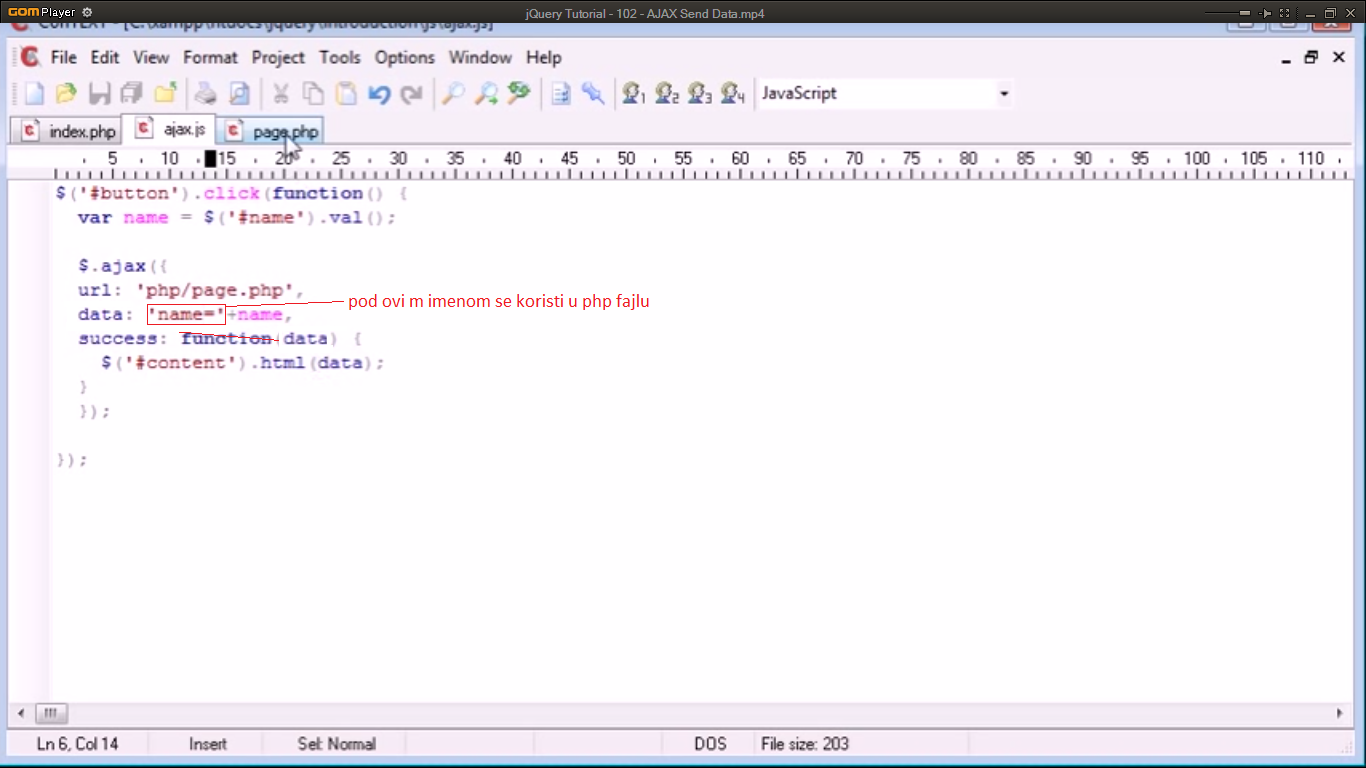 GOM Player
jQuery Tutorial - 102 - AJAX Send Data.mp4
ConTEXT - [C:\xampp\htdocs\jquery\introduction\js\ajax.js]
File Edit View Format Project Tools Options Window Help
1 2 3 4 JavaScript
index.php ajax.js page.php
5 10 15 20 25 30 35 40 45 50 55 60 65 70 75 80 85 90 95 100 105 110
$('#button').click(function() {
var name = $('#name').val();
$.ajax({
url: 'php/page.php',
pod ovi m imenom se koristi u php fajlu
data: 'name='+name,
success: function(data) {
$('#content').html(data);
}
});
});
Ln 6, Col 14 Insert Sel: Normal DOS File size: 203